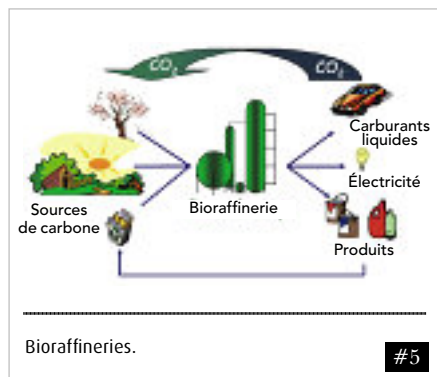 CO2
CO2
Carburants
liquides
Électricité
Bioraffinerie
Sources
de carbone
Produits
Bioraffineries.
#5